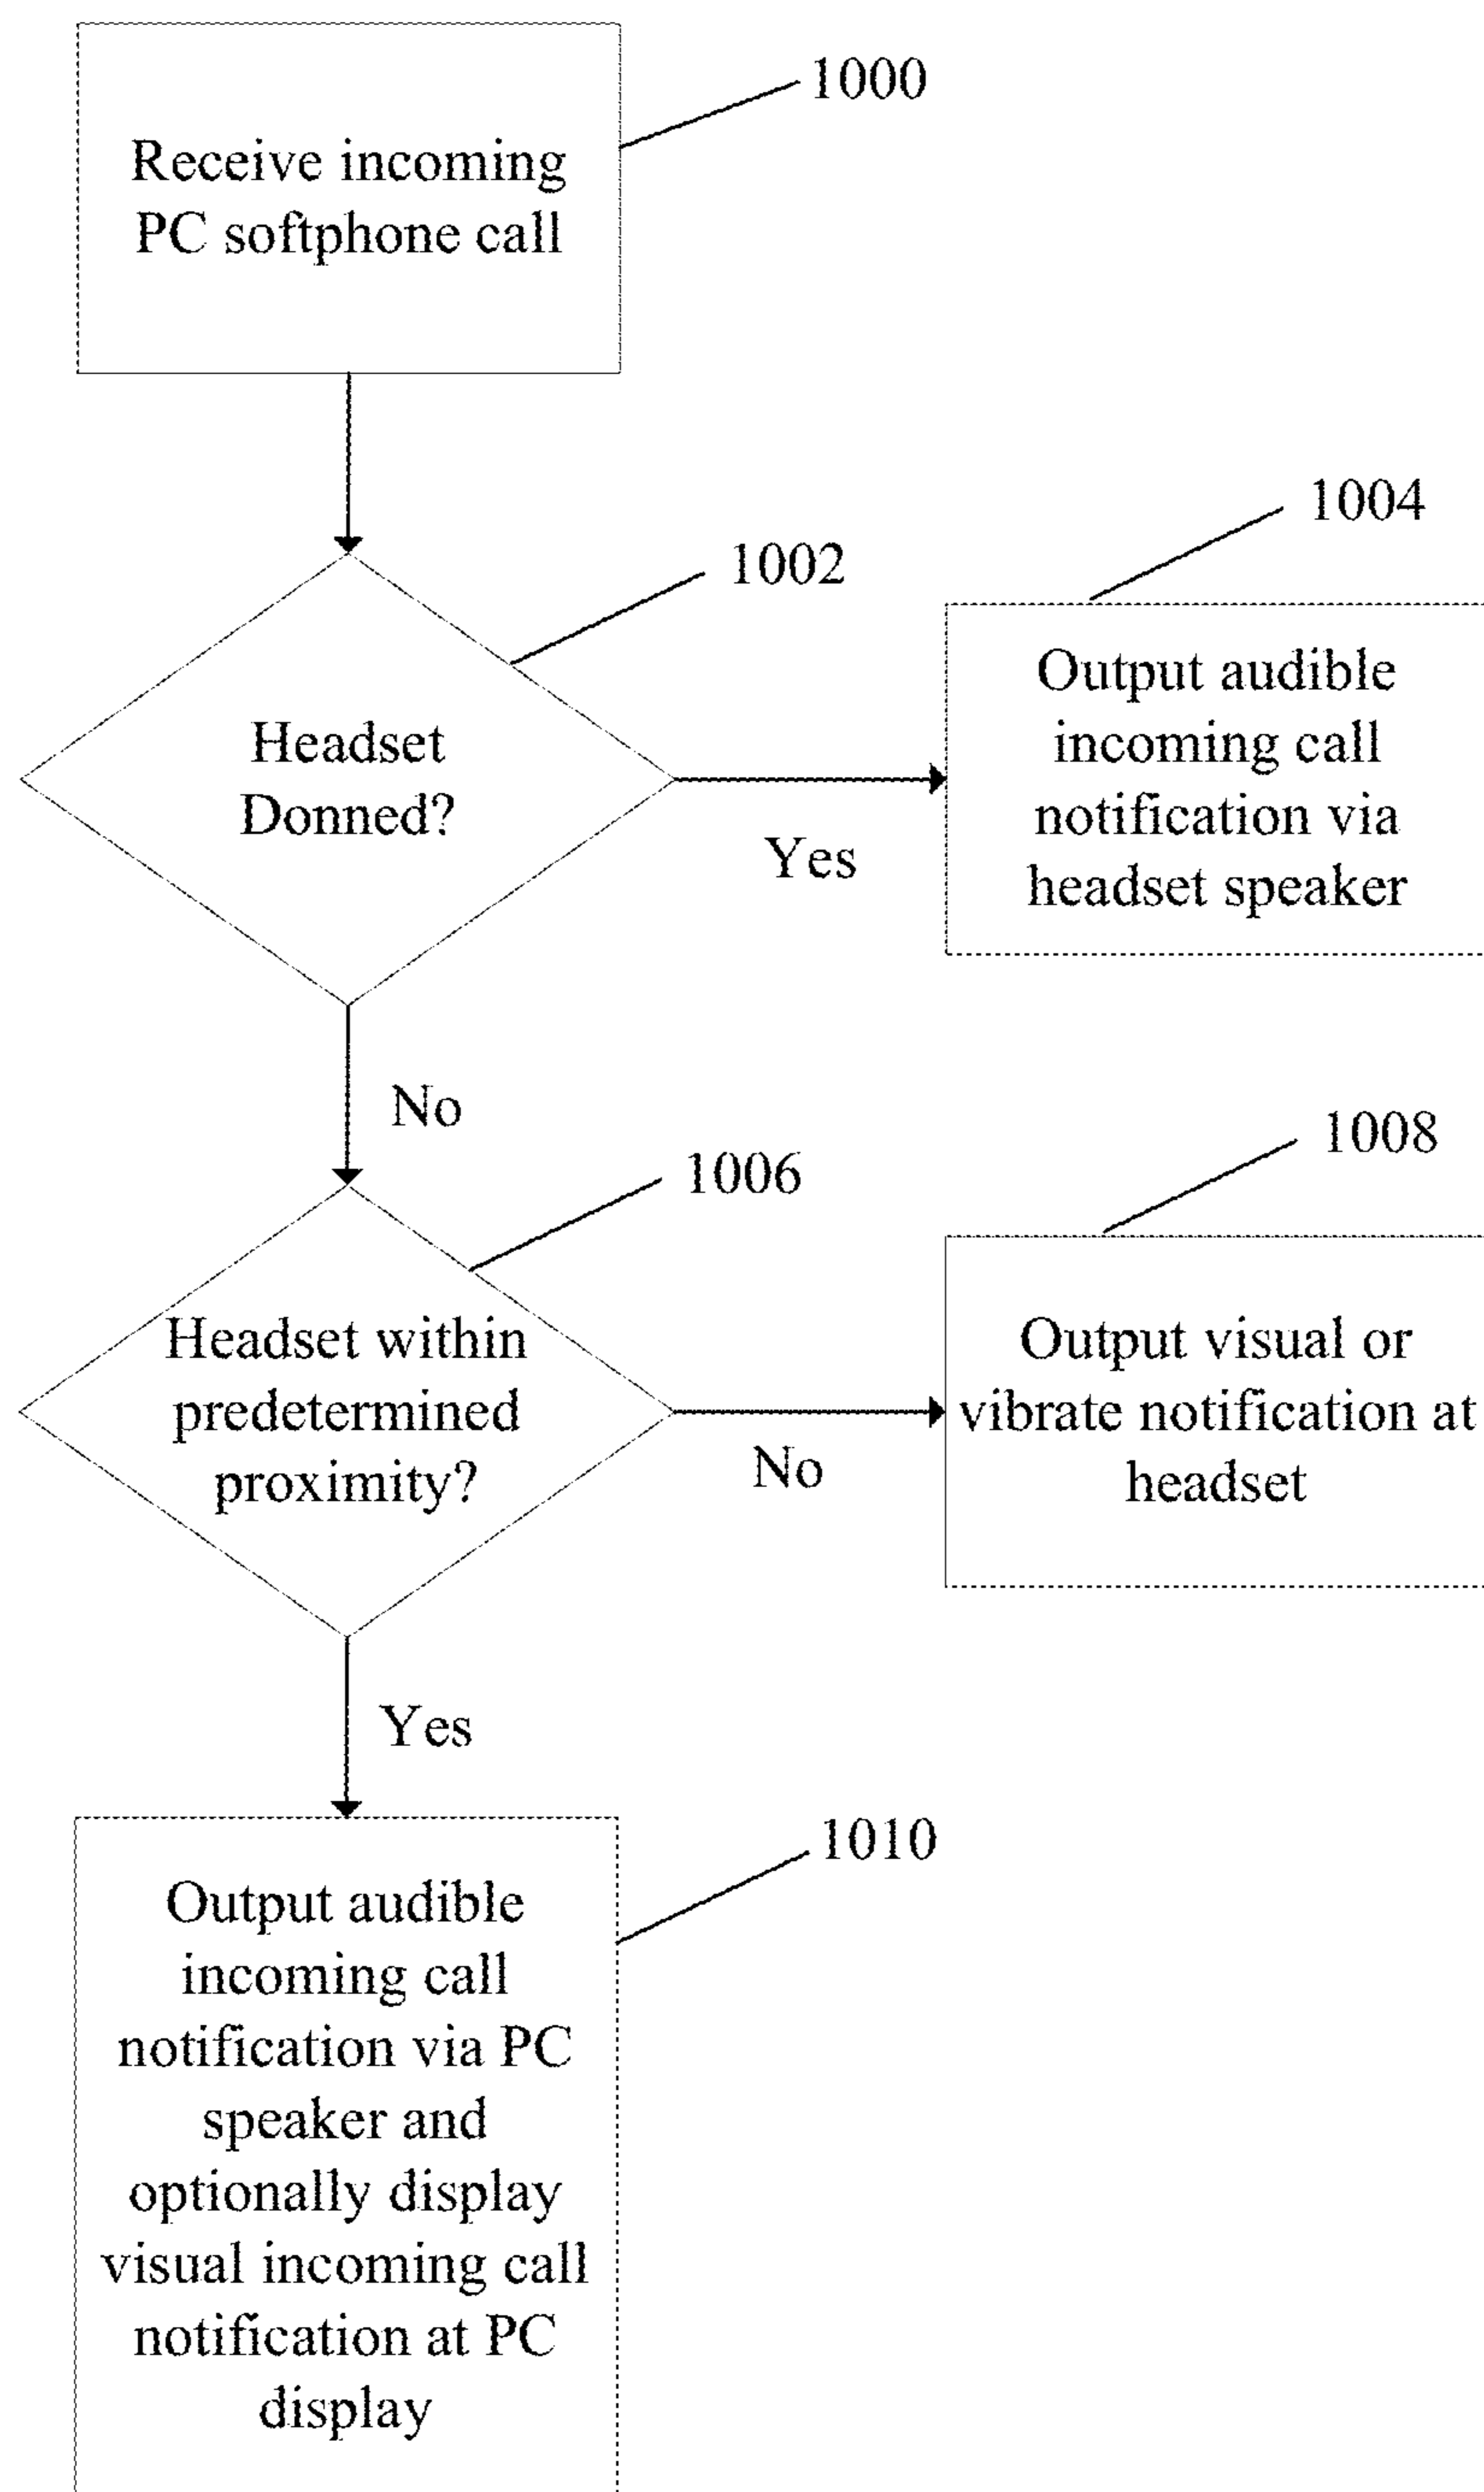 1000
Receive incoming
PC softphone call
1002
Headset
Donned?
Yes
1004
Output audible
incoming call
notification via
headset speaker
No
1006
Headset within
predetermined
proximity?
No
1008
Output visual or
vibrate notification at
headset
Yes
1010
Output audible
incoming call
notification via PC
speaker and
optionally display
visual incoming call
notification at PC
display